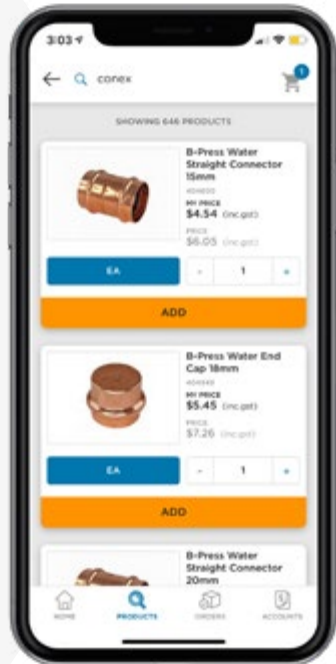 3:03
conex
1
SHOWING 646 PRODUCTS
B-Press Water
Straight Connector
15mm
MY PRICE
$4.54 (inc.gst)
PRICE
$6.05 (inc.gst)
EA
- 1 +
ADD
B-Press Water End
Cap 18mm
MY PRICE
$5.45 (inc.gst)
PRICE
$7.26 (inc.gst)
EA
- 1 +
ADD
B-Press Water
Straight Connector
20mm
HOME PRODUCTS ORDERS ACCOUNTS